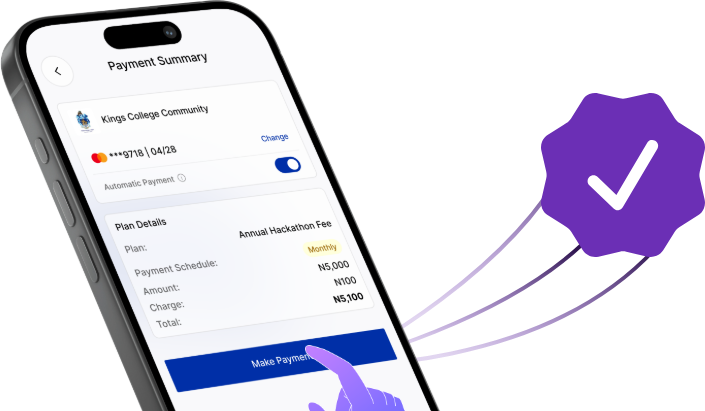 Payment Summary
Kings College Community
***9718 | 04/28
Change
Automatic Payment
Plan Details
Plan: Annual Hackathon Fee
Payment Schedule: Monthly
Amount: N5,000
Charge: N100
Total: N5,100
Make Payment